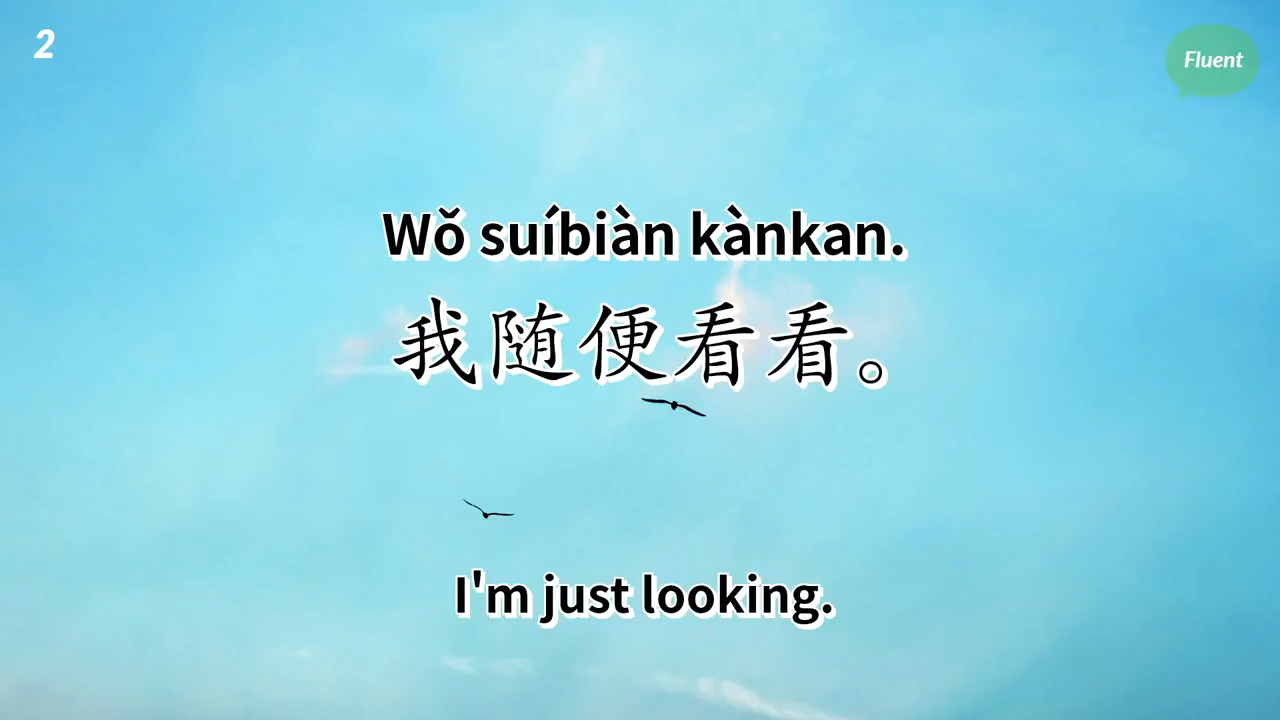 2
Fluent
Wǒ suíbiàn kànkan.
我随便看看。
I'm just looking.